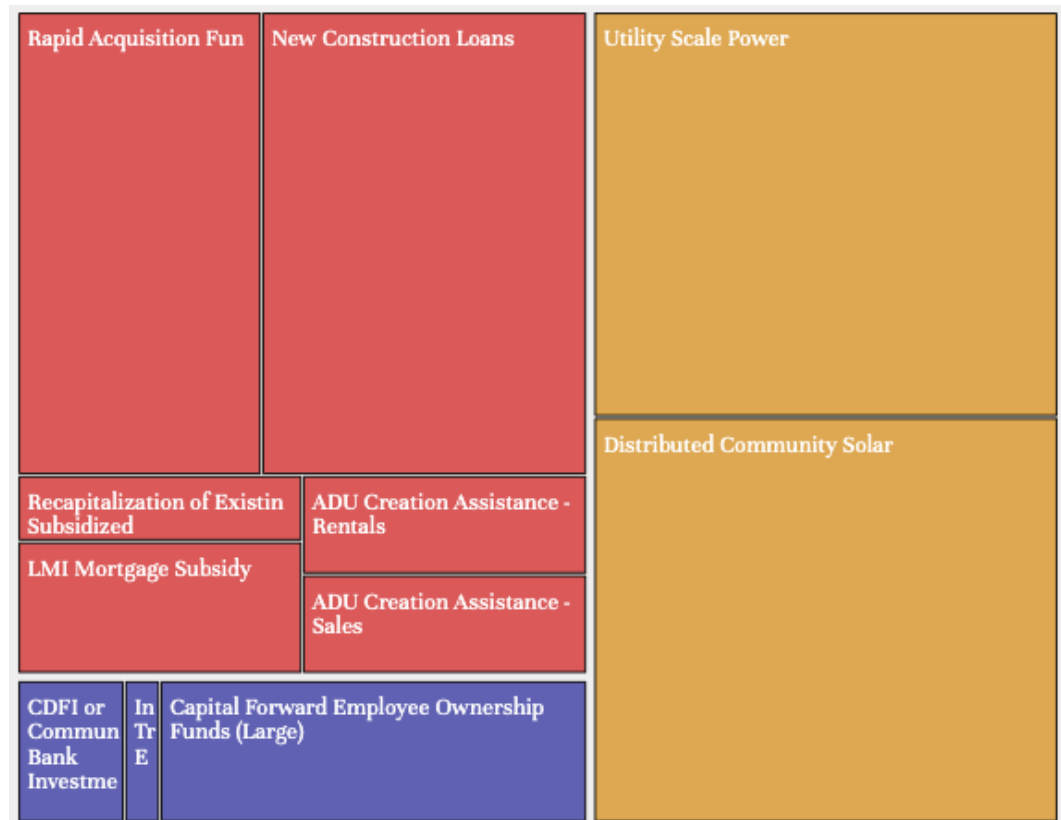 Rapid Acquisition Fun
New Construction Loans
Utility Scale Power
Distributed Community Solar
Recapitalization of Existin
Subsidized
ADU Creation Assistance -
Rentals
LMI Mortgage Subsidy
ADU Creation Assistance -
Sales
CDFI or
Commun
Bank
Investme
In
Tr
E
Capital Forward Employee Ownership
Funds (Large)